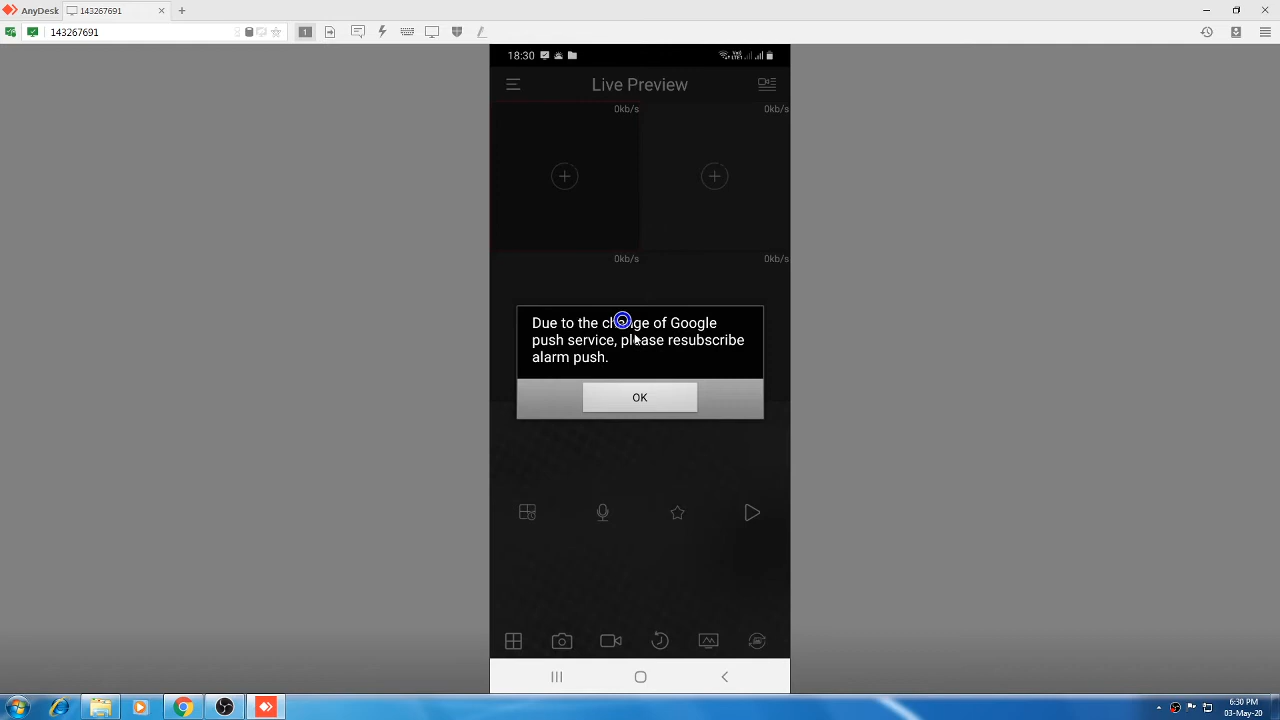 AnyDesk
143267691
143267691
1
18:30
Live Preview
0kb/s
0kb/s
0kb/s
0kb/s
Due to the change of Google
push service, please resubscribe
alarm push.
OK
6:30 PM
03-May-20